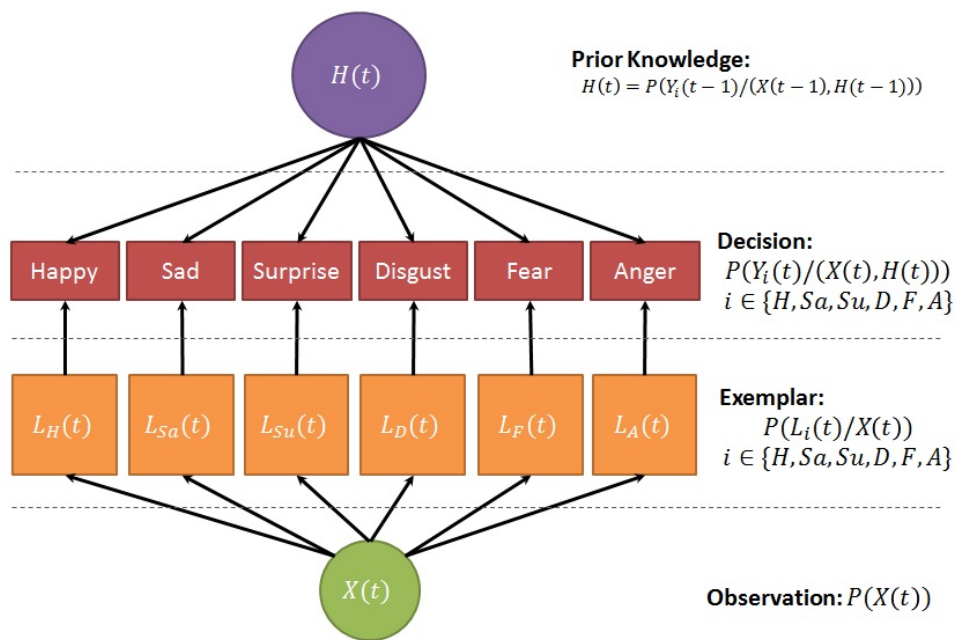 H(t)
Prior Knowledge:
H(t) = P(Y_i(t − 1)/(X(t − 1), H(t − 1)))
Happy
Sad
Surprise
Disgust
Fear
Anger
Decision:
P(Y_i(t)/(X(t), H(t)))
i ∈ {H, Sa, Su, D, F, A}
L_H(t)
L_Sa(t)
L_Su(t)
L_D(t)
L_F(t)
L_A(t)
Exemplar:
P(L_i(t)/X(t))
i ∈ {H, Sa, Su, D, F, A}
X(t)
Observation: P(X(t))